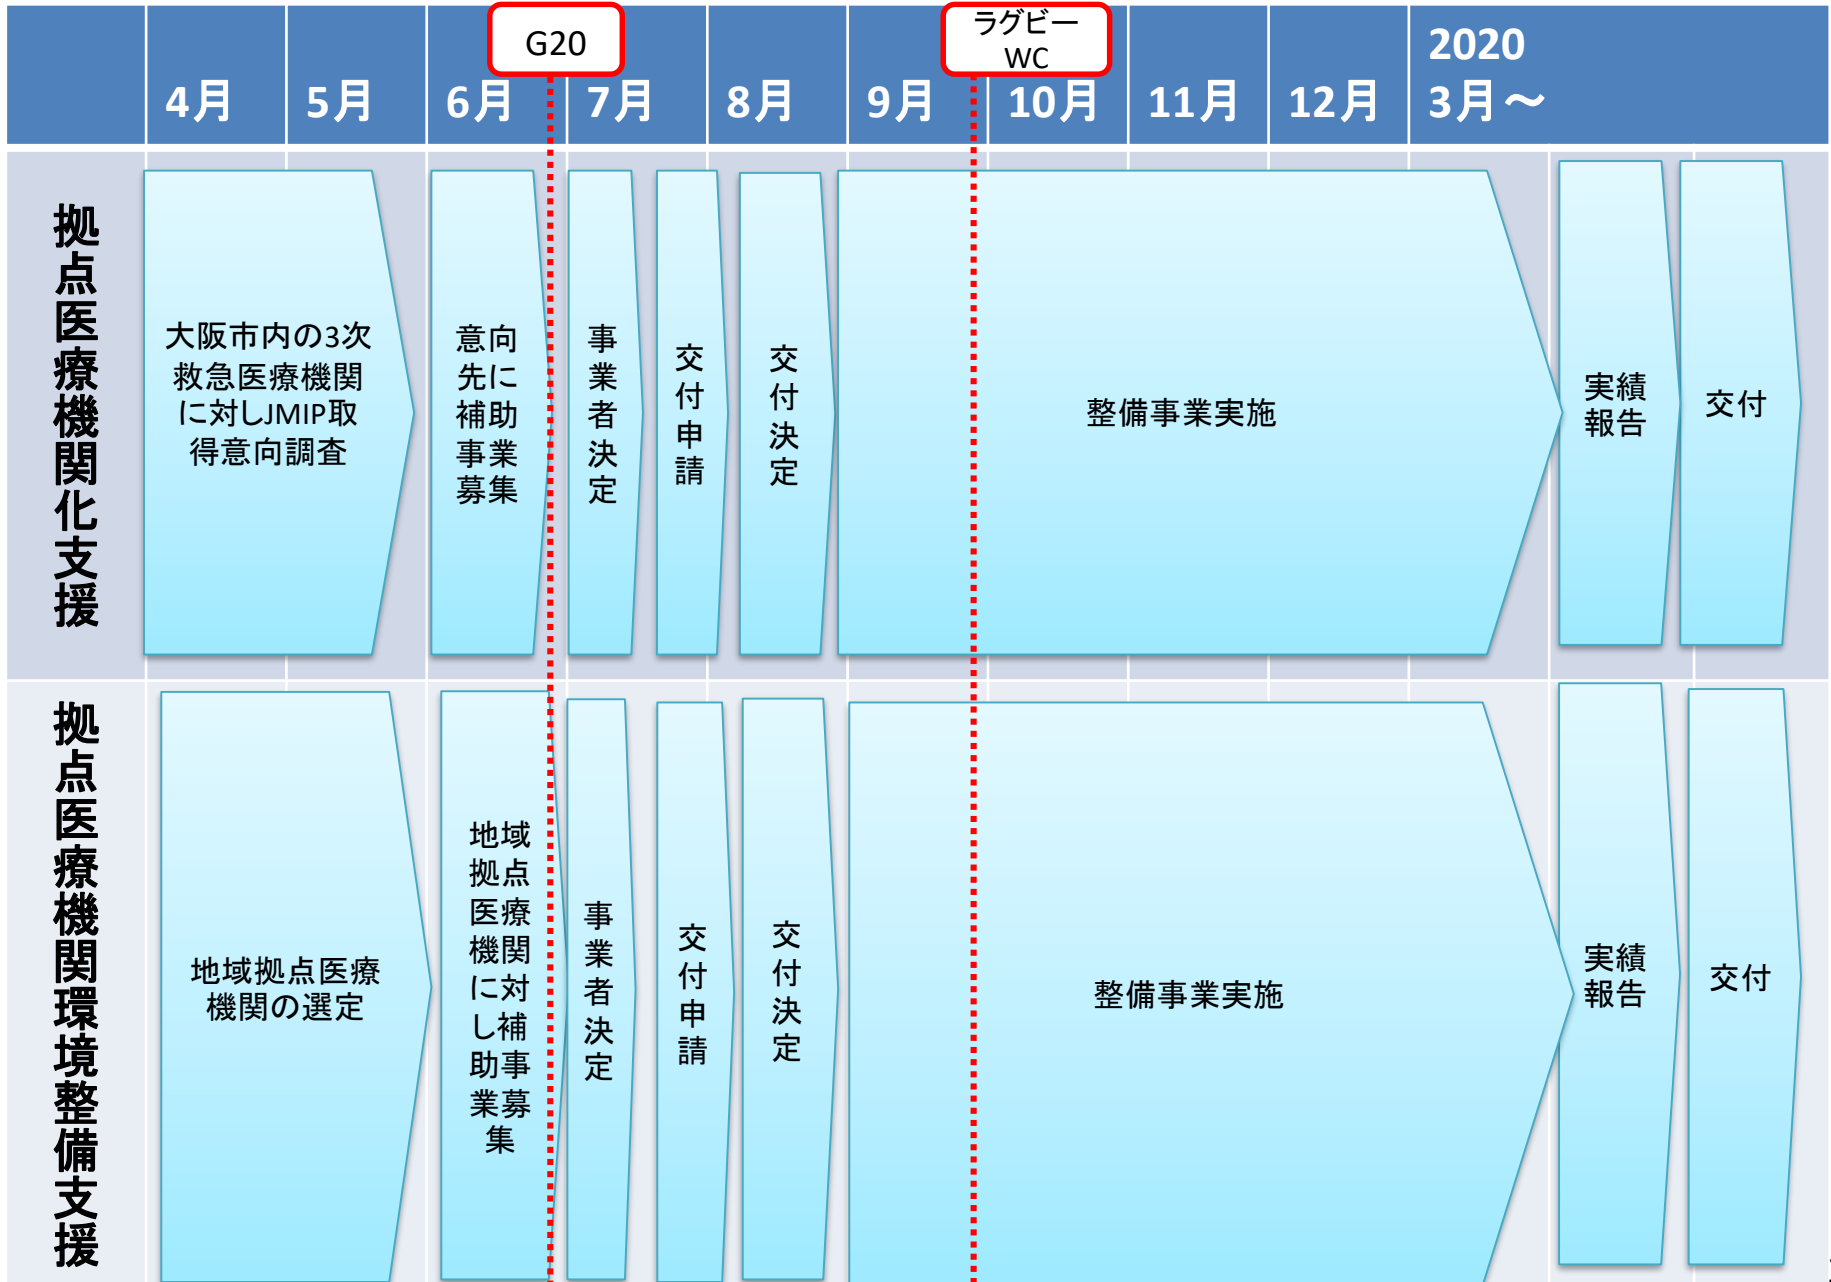 G20
ラグビー
WC
4月
5月
6月
7月
8月
9月
10月
11月
12月
2020
3月～
拠点医療機関化支援
大阪市内の3次
救急医療機関
に対しJMIP取
得意向調査
意向
先に
補助
事業
募集
事業者決定
交付申請
交付決定
整備事業実施
実績
報告
交付
拠点医療機関環境整備支援
地域拠点医療
機関の選定
地域
拠点
医療
機関
に対
し補
助事
業募
集
事業者決定
交付申請
交付決定
整備事業実施
実績
報告
交付